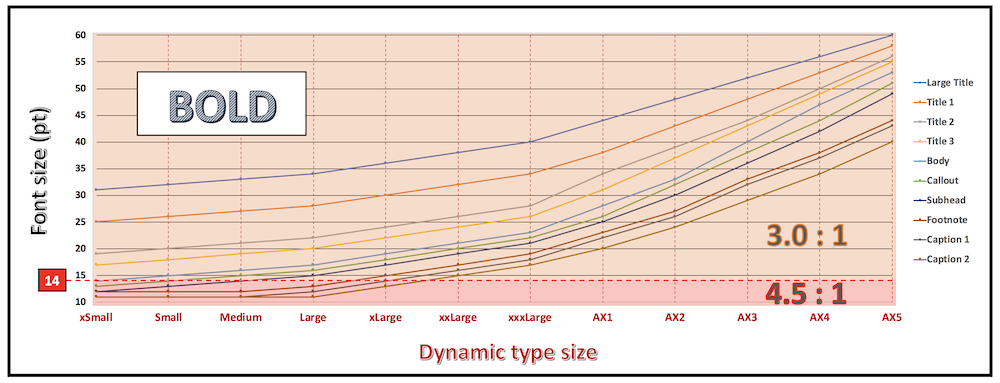 60
55
50
45
40
35
30
25
20
15
10
14
Font size (pt)
BOLD
3.0 : 1
4.5 : 1
xSmall Small Medium Large xLarge xxLarge xxxLarge AX1 AX2 AX3 AX4 AX5
Dynamic type size
Large Title
Title 1
Title 2
Title 3
Body
Callout
Subhead
Footnote
Caption 1
Caption 2